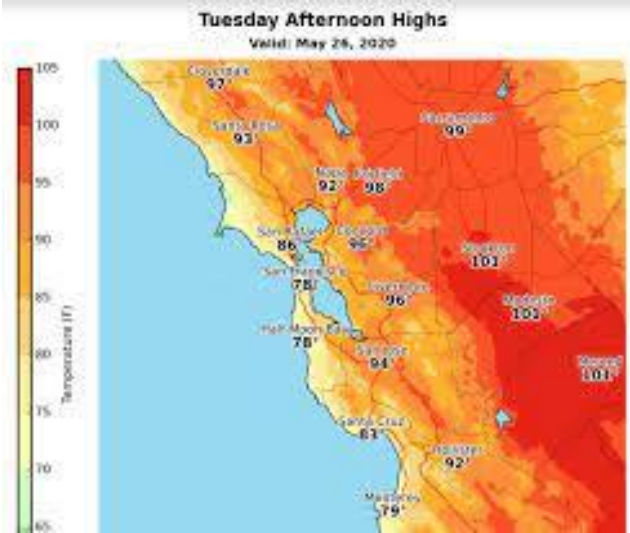 Tuesday Afternoon Highs
Valid: May 26, 2020
105
100
95
90
85
80
75
70
65
Temperature (F)
Cloverdale
97°
Santa Rosa
93°
Sacramento
99°
Napa
92°
Fairfield
98°
San Rafael
86°
Concord
96°
Stockton
101°
San Francisco
78°
Livermore
96°
Modesto
101°
Half Moon Bay
78°
San Jose
94°
Merced
Santa Cruz
83°
Hollister
92°
Monterey
79°